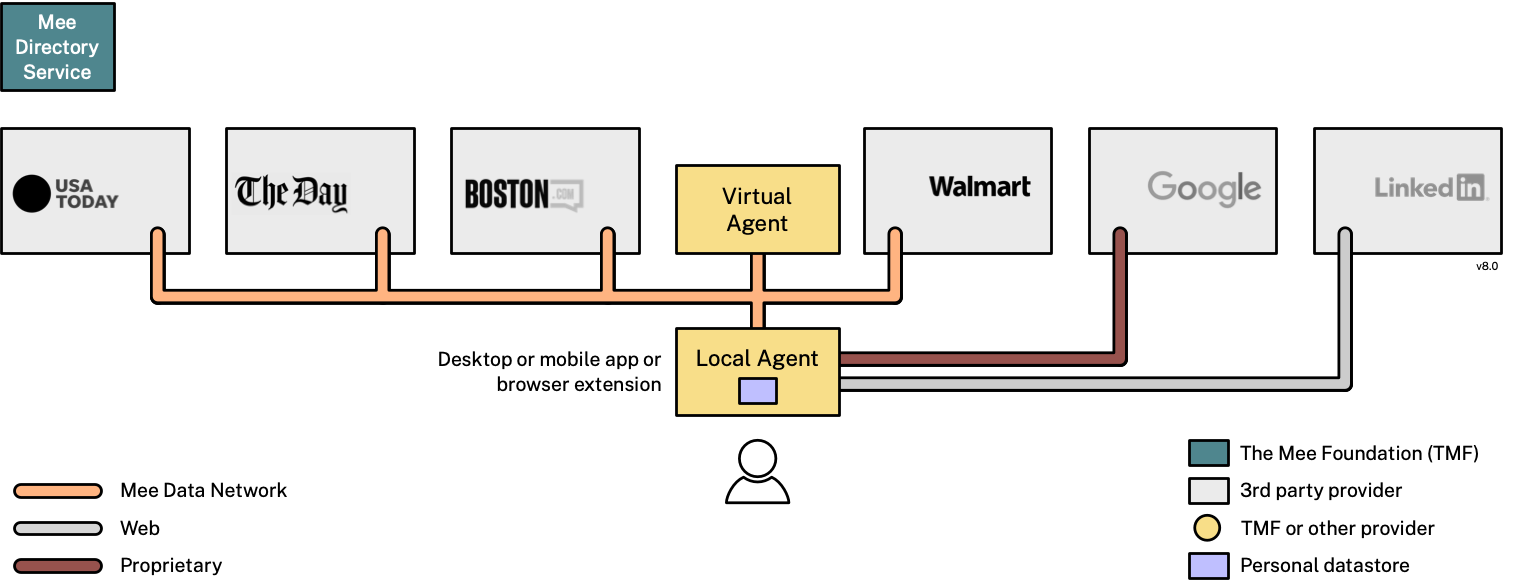 Mee
Directory
Service
USA
TODAY
The Day
BOSTON.COM
Virtual
Agent
Walmart
Google
Linked in
v8.0
Desktop or mobile app or
browser extension
Local Agent
Mee Data Network
Web
Proprietary
The Mee Foundation (TMF)
3rd party provider
TMF or other provider
Personal datastore